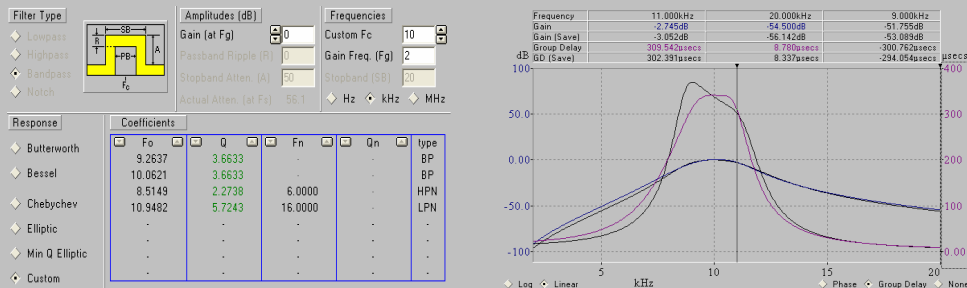 Filter Type
Lowpass
Highpass
Bandpass
Notch
SB
R
PB
A
Fc
Amplitudes (dB)
Gain (at Fg) 0
Passband Ripple (R) 0
Stopband Atten. (A) 50
Actual Atten. (at Fs) 56.1
Frequencies
Custom Fc 10
Gain Freq. (Fg) 2
Stopband (SB) 20
Hz kHz MHz
Response
Butterworth
Bessel
Chebychev
Elliptic
Min Q Elliptic
Custom
Coefficients
Fo Q Fn Qn type
9.2637 3.6633 - - BP
10.0621 3.6633 - - BP
8.5149 2.2738 6.0000 - HPN
10.9482 5.7243 16.0000 - LPN
- - - - -
- - - - -
- - - - -
Frequency 11.000kHz 20.000kHz 9.000kHz
Gain -2.745dB -54.500dB -51.755dB
Gain (Save) -3.052dB -56.142dB -53.089dB
Group Delay 309.542µsecs 8.780µsecs -300.762µsecs
GD (Save) 302.391µsecs 8.337µsecs -294.054µsecs
dB µsecs
100 400
50.0 300
0.00 200
-50.0 100
-100 0.00
5 10 15 20
kHz
Log Linear Phase Group Delay None